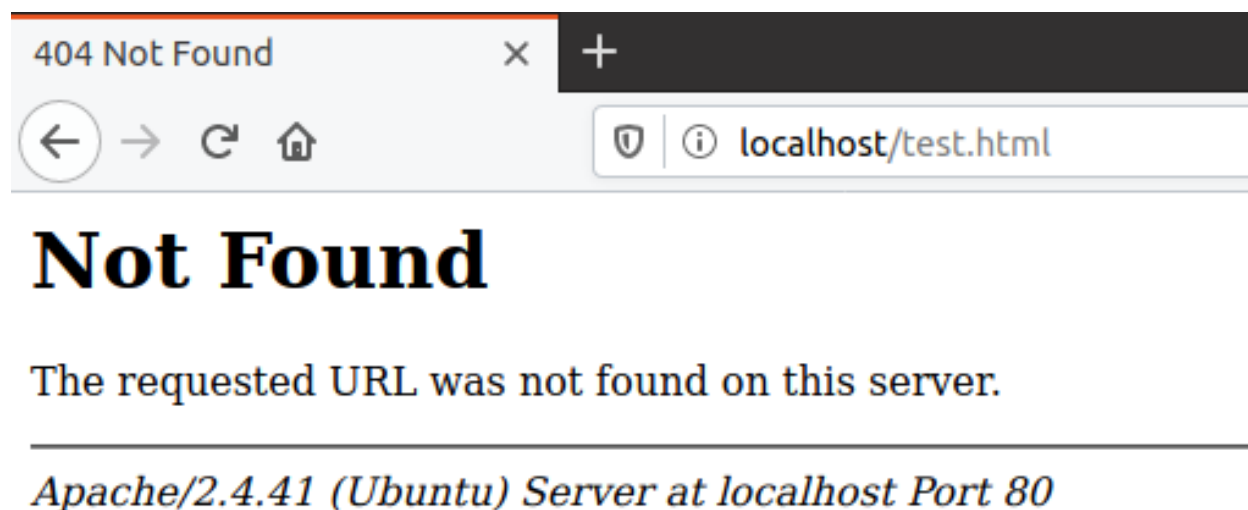 404 Not Found
localhost/test.html
Not Found
The requested URL was not found on this server.
Apache/2.4.41 (Ubuntu) Server at localhost Port 80